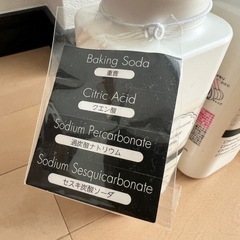 Baking Soda
重曹
Citric Acid
クエン酸
Sodium Percarbonate
過炭酸ナトリウム
Sodium Sesquicarbonate
セスキ炭酸ソーダ